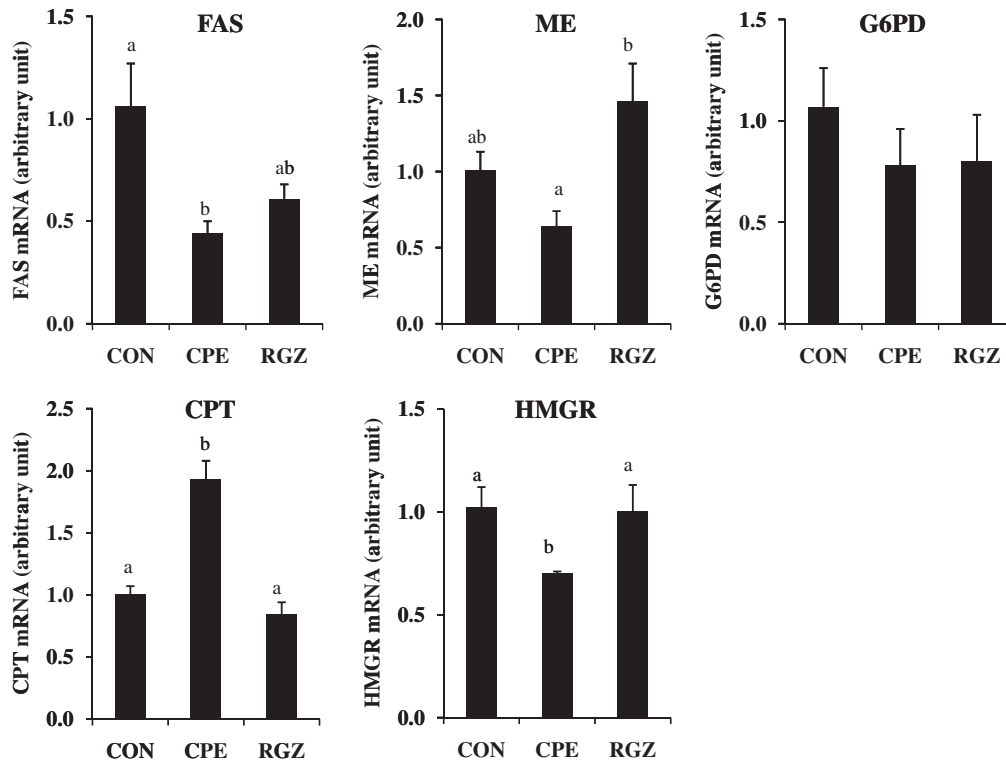 FAS
FAS mRNA (arbitrary unit)
1.5
1.0
0.5
0.0
a
b
ab
CON CPE RGZ
ME
ME mRNA (arbitrary unit)
2.0
1.5
1.0
0.5
0.0
ab
a
b
CON CPE RGZ
G6PD
G6PD mRNA (arbitrary unit)
1.5
1.0
0.5
0.0
CON CPE RGZ
CPT
CPT mRNA (arbitrary unit)
2.5
2.0
1.5
1.0
0.5
0.0
a
b
a
CON CPE RGZ
HMGR
HMGR mRNA (arbitrary unit)
1.5
1.0
0.5
0.0
a
b
a
CON CPE RGZ